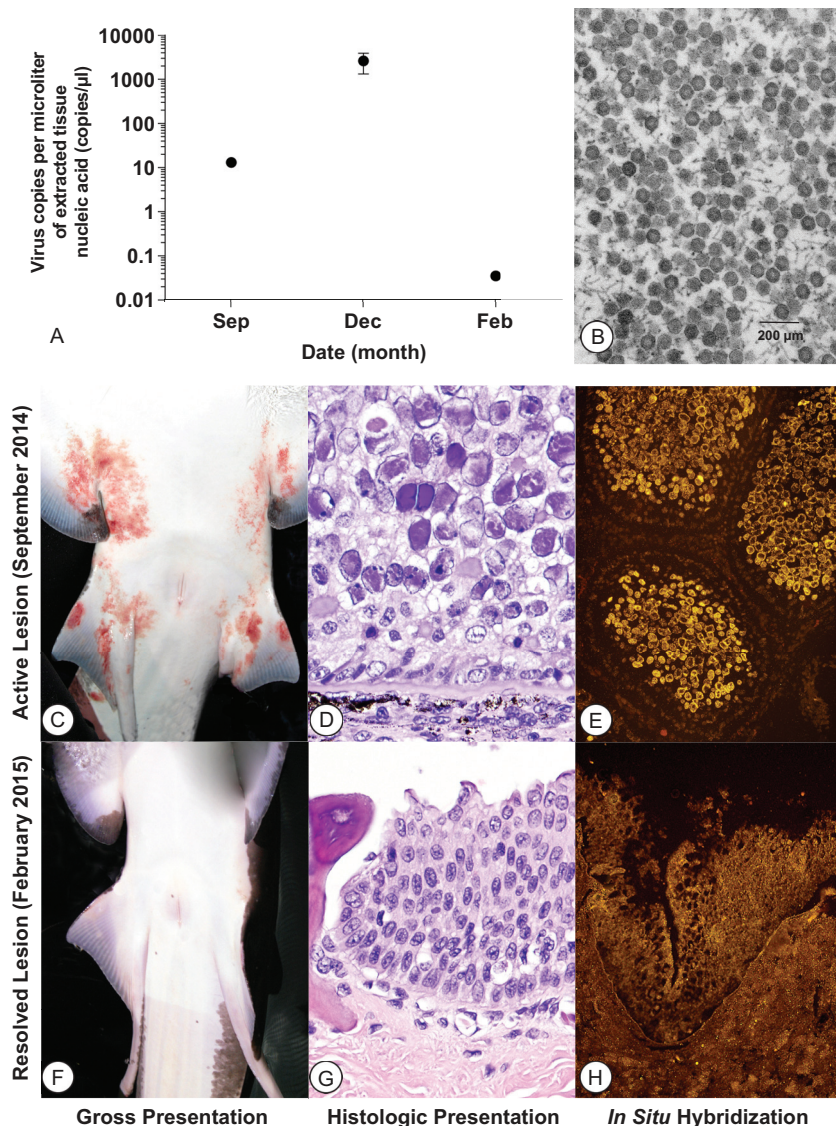 Virus copies per microliter
of extracted tissue
nucleic acid (copies/µl)
10000
1000
100
10
1
0.1
0.01
Sep
Dec
Feb
Date (month)
A
B
200 µm
Active Lesion (September 2014)
C
D
E
Resolved Lesion (February 2015)
F
G
H
Gross Presentation
Histologic Presentation
In Situ Hybridization